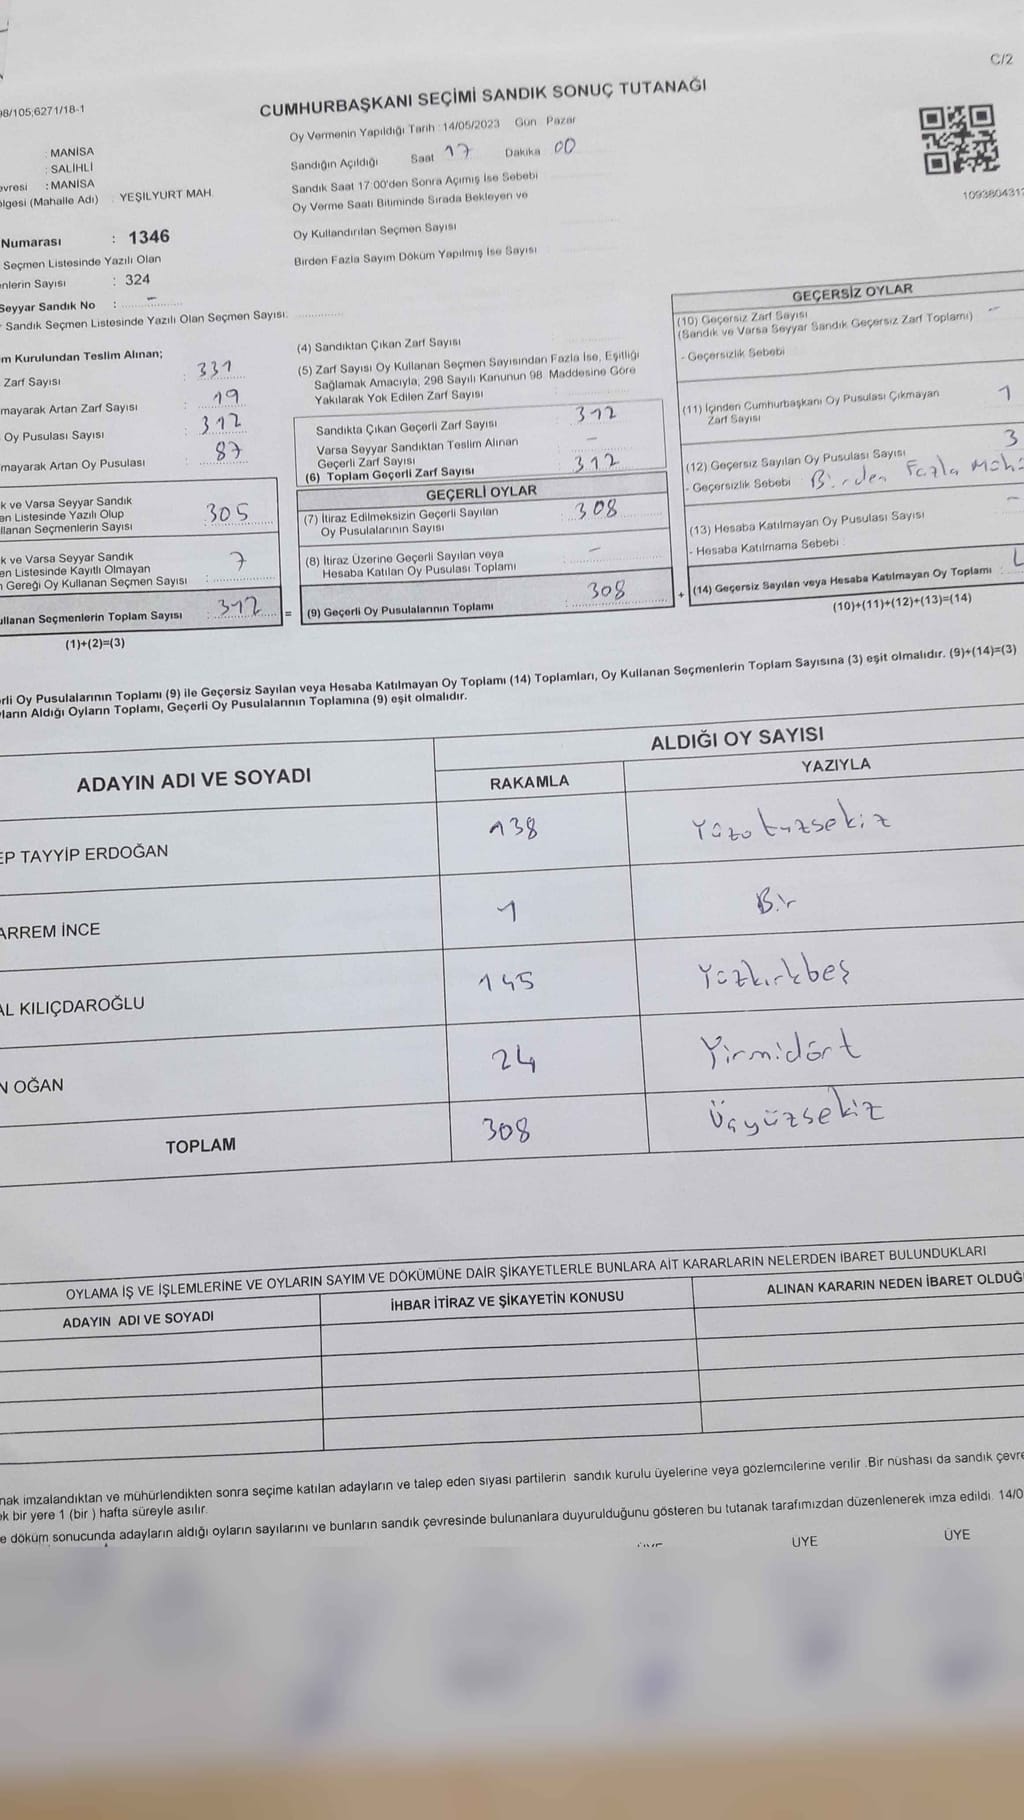 C/2
98/105;6271/18-1
CUMHURBAŞKANI SEÇİMİ SANDIK SONUÇ TUTANAĞI
Oy Vermenin Yapıldığı Tarih : 14/05/2023 Gün : Pazar
: MANİSA
: SALİHLİ
evresi : MANİSA
ölgesi (Mahalle Adı) : YEŞİLYURT MAH.
Numarası : 1346
Seçmen Listesinde Yazılı Olan
enlerin Sayısı : 324
Seyyar Sandık No : –
Sandık Seçmen Listesinde Yazılı Olan Seçmen Sayısı:
Sandığın Açıldığı Saat 17 Dakika 00
Sandık Saat 17:00'den Sonra Açımış İse Sebebi
Oy Verme Saati Bitiminde Sırada Bekleyen ve
Oy Kullandırılan Seçmen Sayısı
Birden Fazla Sayım Döküm Yapılmış İse Sayısı
109380431
m Kurulundan Teslim Alınan;
Zarf Sayısı : 331
mayarak Artan Zarf Sayısı : 19
Oy Pusulası Sayısı : 312
mayarak Artan Oy Pusulası : 87
k ve Varsa Seyyar Sandık
en Listesinde Yazılı Olup
llanan Seçmenlerin Sayısı : 305
k ve Varsa Seyyar Sandık
en Listesinde Kayıtlı Olmayan
n Gereği Oy Kullanan Seçmen Sayısı : 7
ullanan Seçmenlerin Toplam Sayısı : 312 =
(1)+(2)=(3)
(4) Sandıktan Çıkan Zarf Sayısı
(5) Zarf Sayısı Oy Kullanan Seçmen Sayısından Fazla İse, Eşitliği
Sağlamak Amacıyla, 298 Sayılı Kanunun 98. Maddesine Göre
Yakılarak Yok Edilen Zarf Sayısı
Sandıkta Çıkan Geçerli Zarf Sayısı : 312
Varsa Seyyar Sandıktan Teslim Alınan
Geçerli Zarf Sayısı –
(6) Toplam Geçerli Zarf Sayısı : 312
GEÇERLİ OYLAR
(7) İtiraz Edilmeksizin Geçerli Sayılan
Oy Pusulalarının Sayısı : 308
(8) İtiraz Üzerine Geçerli Sayılan veya
Hesaba Katılan Oy Pusulası Toplamı : –
(9) Geçerli Oy Pusulalarının Toplamı : 308 +
GEÇERSİZ OYLAR
(10) Geçersiz Zarf Sayısı
(Sandık ve Varsa Seyyar Sandık Geçersiz Zarf Toplamı) –
- Geçersizlik Sebebi
(11) İçinden Cumhurbaşkanı Oy Pusulası Çıkmayan
Zarf Sayısı 1
(12) Geçersiz Sayılan Oy Pusulası Sayısı 3
- Geçersizlik Sebebi Birden Fazla Müh
(13) Hesaba Katılmayan Oy Pusulası Sayısı –
- Hesaba Katılmama Sebebi :
(14) Geçersiz Sayılan veya Hesaba Katılmayan Oy Toplamı :
(10)+(11)+(12)+(13)=(14)
rli Oy Pusulalarının Toplamı (9) ile Geçersiz Sayılan veya Hesaba Katılmayan Oy Toplamı (14) Toplamları, Oy Kullanan Seçmenlerin Toplam Sayısına (3) eşit olmalıdır. (9)+(14)=(3)
ların Aldığı Oyların Toplamı, Geçerli Oy Pusulalarının Toplamına (9) eşit olmalıdır.
ADAYIN ADI VE SOYADI
ALDIĞI OY SAYISI
RAKAMLA YAZIYLA
EP TAYYİP ERDOĞAN 138 Yüzotuzsekiz
ARREM İNCE 1 Bir
AL KILIÇDAROĞLU 145 Yüzkırkbeş
N OĞAN 24 Yirmidört
TOPLAM 308 Üçyüzsekiz
OYLAMA İŞ VE İŞLEMLERİNE VE OYLARIN SAYIM VE DÖKÜMÜNE DAİR ŞİKAYETLERLE BUNLARA AİT KARARLARIN NELERDEN İBARET BULUNDUKLARI
ADAYIN ADI VE SOYADI İHBAR İTİRAZ VE ŞİKAYETİN KONUSU ALINAN KARARIN NEDEN İBARET OLDUĞ
nak imzalandıktan ve mühürlendikten sonra seçime katılan adayların ve talep eden siyasi partilerin sandık kurulu üyelerine veya gözlemcilerine verilir .Bir nüshası da sandık çevre
ek bir yere 1 (bir ) hafta süreyle asılır.
e döküm sonucunda adayların aldığı oyların sayılarını ve bunların sandık çevresinde bulunanlara duyurulduğunu gösteren bu tutanak tarafımızdan düzenlenerek imza edildi. 14/0
ÜYE ÜYE